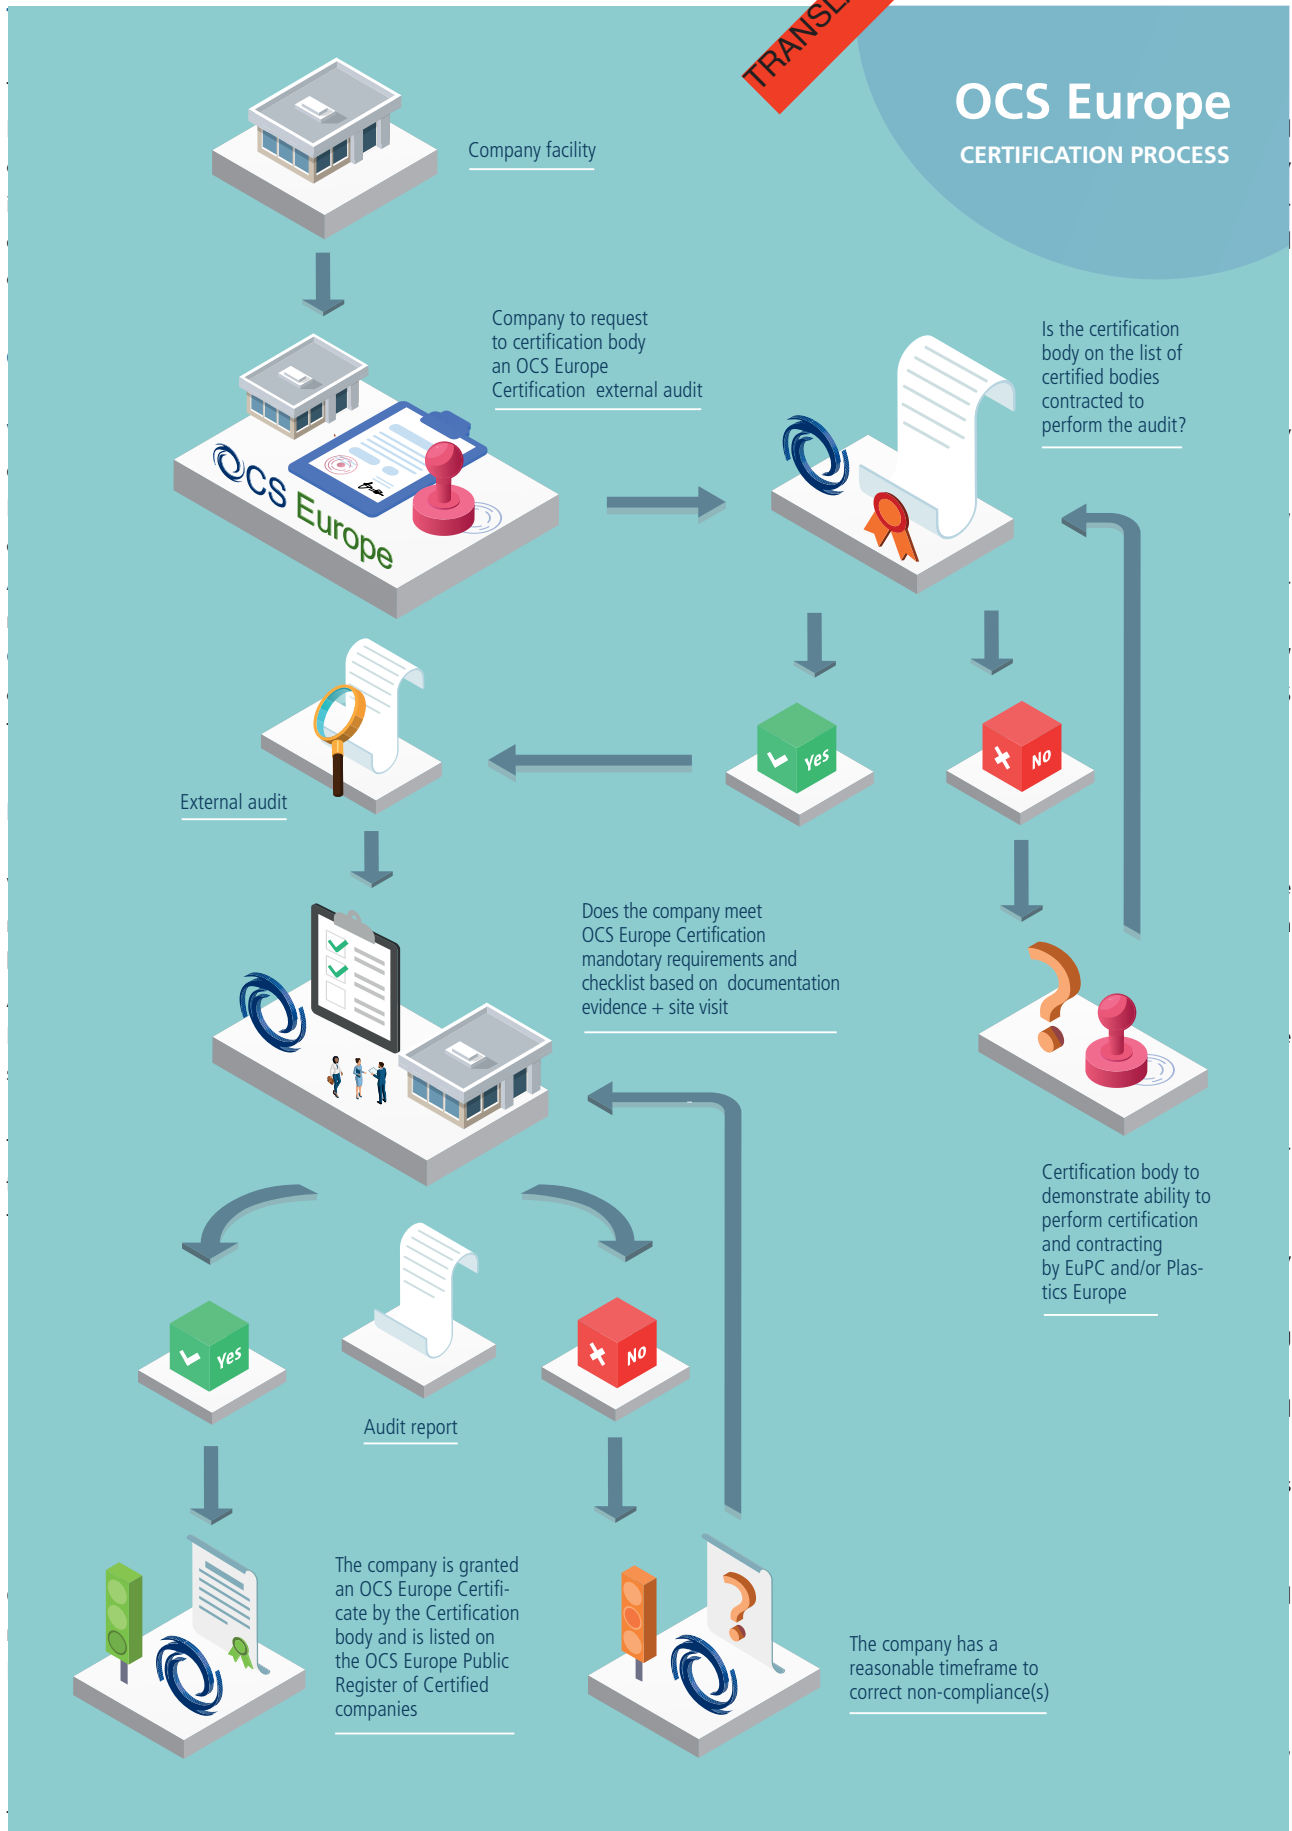 TRANSL
OCS Europe
CERTIFICATION PROCESS
Company facility
Company to request
to certification body
an OCS Europe
Certification  external audit
Is the certification
body on the list of
certified bodies
contracted to
perform the audit?
OCS Europe
Yes
No
External audit
Does the company meet
OCS Europe Certification
mandotary requirements and
checklist based on  documentation
evidence + site visit
Certification body to
demonstrate ability to
perform certification
and contracting
by EuPC and/or Plas-
tics Europe
Yes
No
Audit report
The company is granted
an OCS Europe Certifi-
cate by the Certification
body and is listed on
the OCS Europe Public
Register of Certified
companies
The company has a
reasonable timeframe to
correct non-compliance(s)